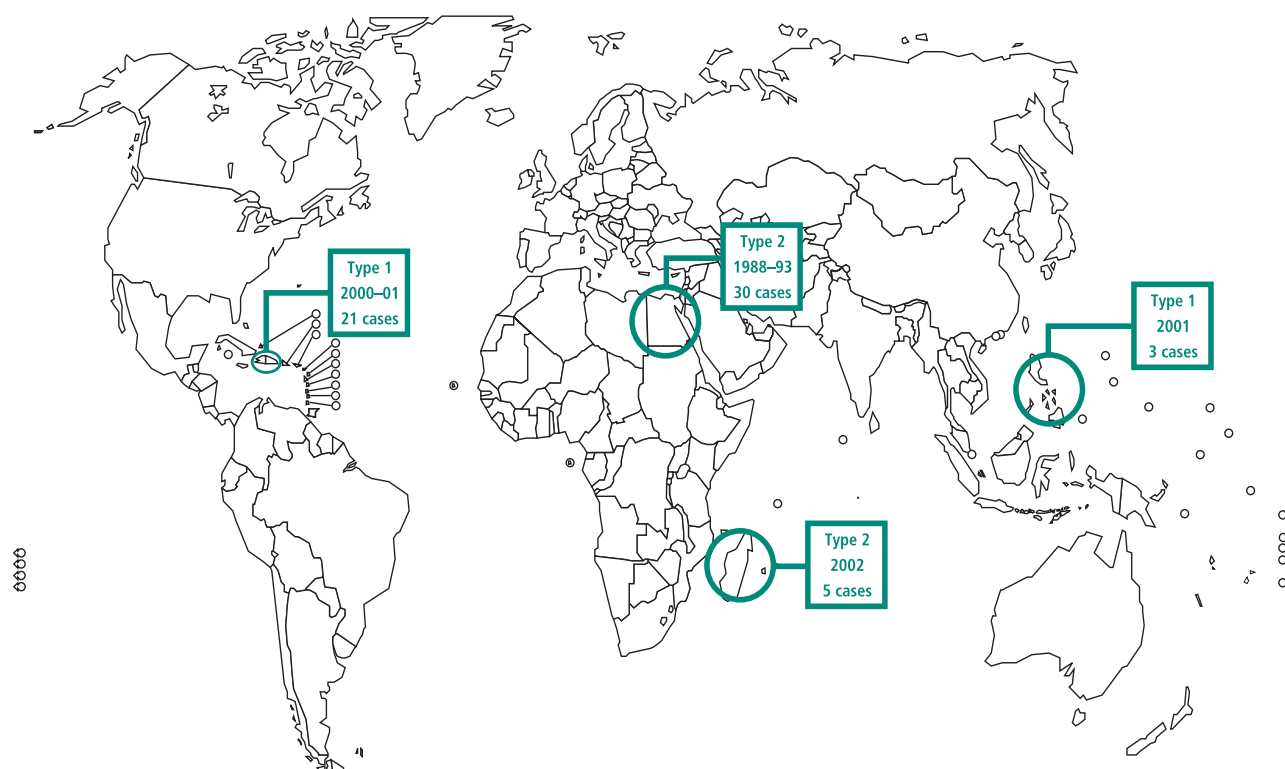 Type 2
1988–93
30 cases
Type 1
2000–01
21 cases
Type 1
2001
3 cases
Type 2
2002
5 cases